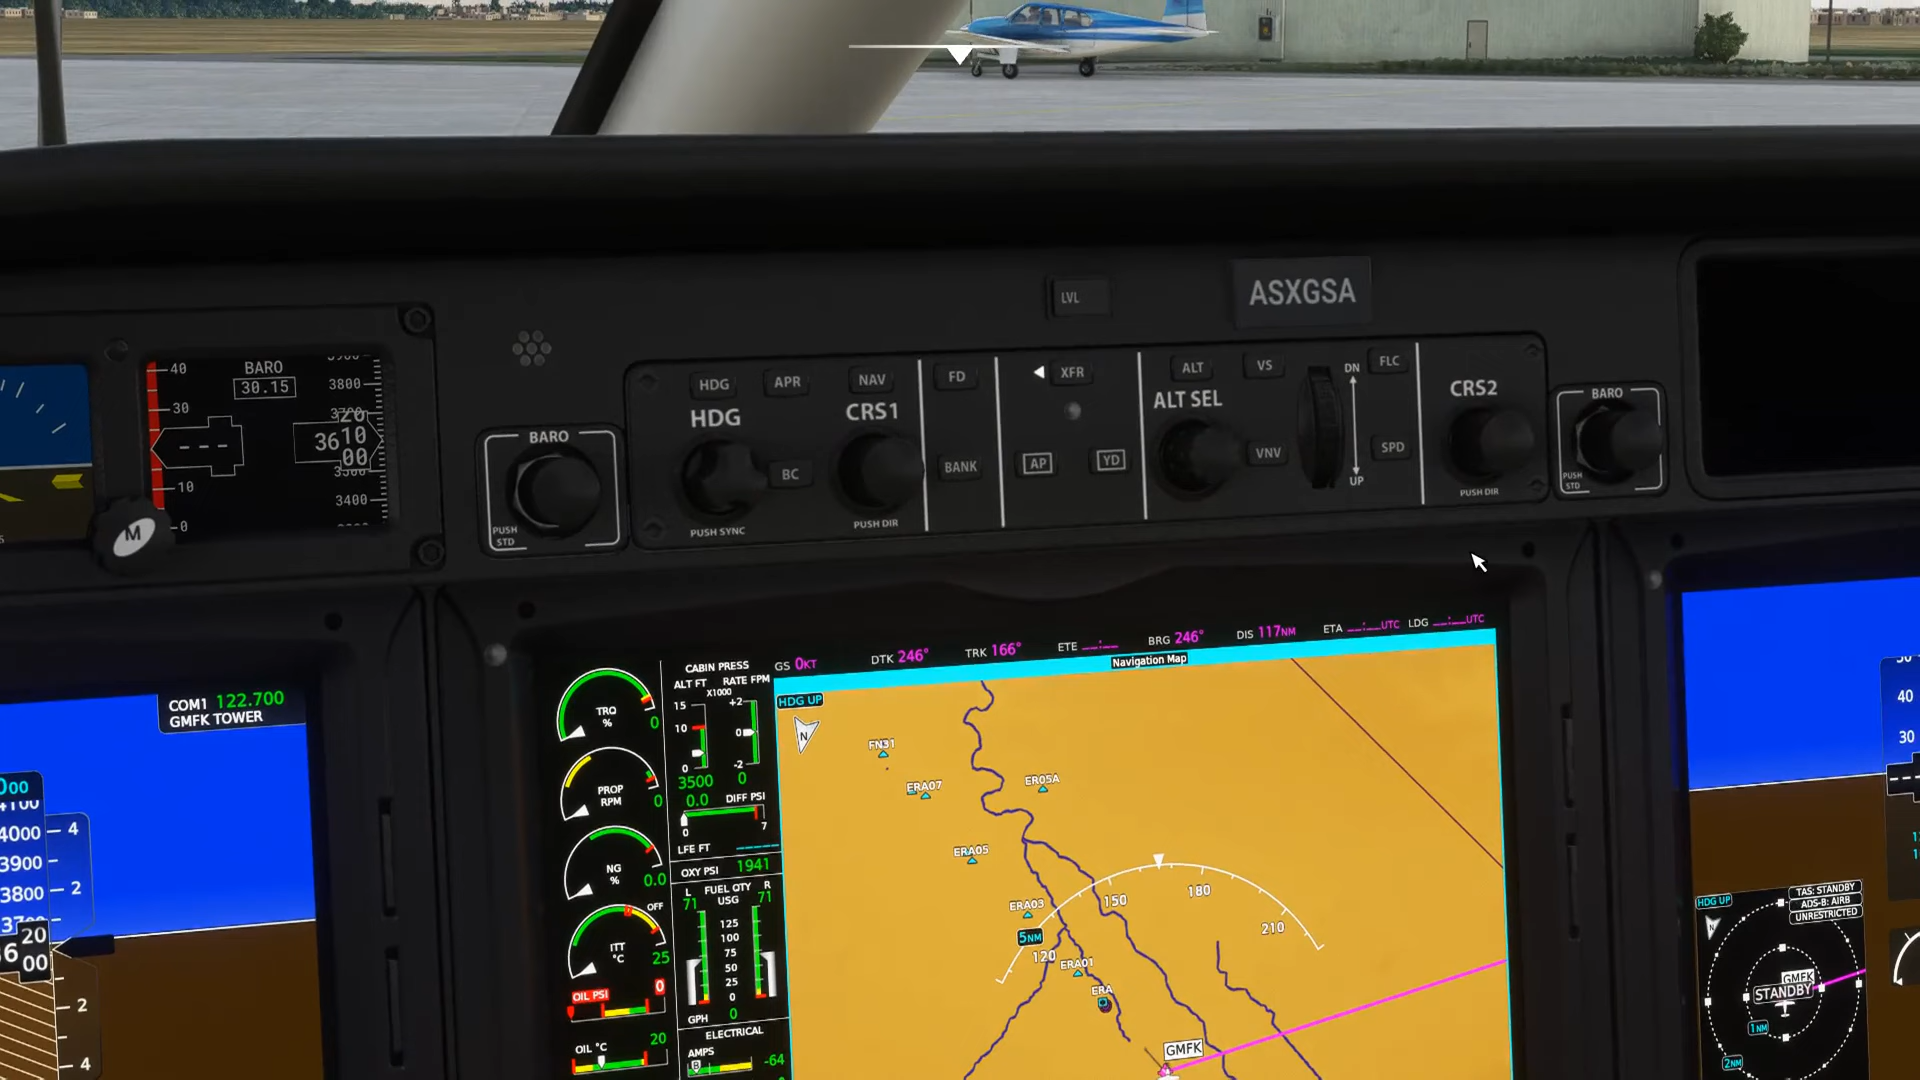 ASXGSA
LVL
40
30
10
0
BARO
30.15
3800
3610
20
00
3400
M
BARO
PUSH
STD
HDG
APR
NAV
HDG
CRS1
BC
PUSH SYNC
PUSH DIR
FD
BANK
XFR
AP
YD
ALT
VS
FLC
ALT SEL
VNV
DN
UP
SPD
CRS2
PUSH DIR
BARO
PUSH
STD
COM1 122.700
GMFK TOWER
4000
3900
3800
20
00
4
2
2
4
TRQ
%
0
PROP
RPM
0
NG
%
0.0
OFF
ITT
°C
25
OIL PSI
0
OIL °C
20
CABIN PRESS
ALT FT
RATE FPM
X1000
15
10
0
+2
0
-2
3500
0
0.0
DIFF PSI
0
7
LFE FT
OXY PSI 1941
L
FUEL QTY
R
71
USG
71
125
100
75
50
25
0
GPH
0
ELECTRICAL
AMPS
B
-64
GS 0KT
DTK 246°
TRK 166°
ETE __:__
BRG 246°
DIS 117NM
ETA __:__UTC
LDG __:__UTC
Navigation Map
HDG UP
N
FN31
ERA07
ER05A
ERA05
ERA03
5NM
120
150
180
210
ERA01
ERA
GMFK
40
30
HDG UP
TAS: STANDBY
ADS-B: AIRB
UNRESTRICTED
GMFK
STANDBY
1NM
2NM